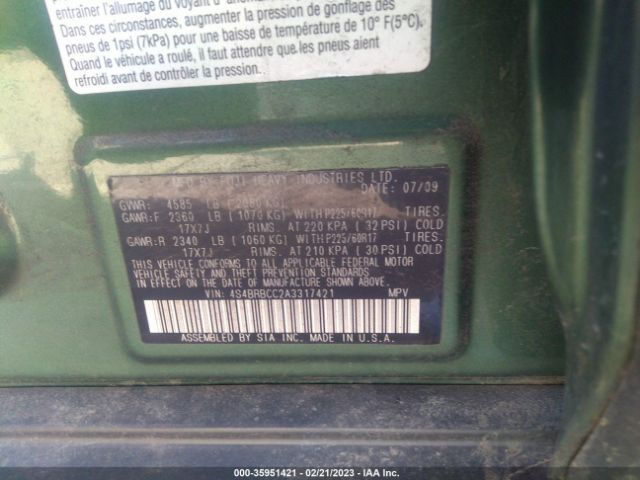 entraîner l'allumage du voyant
Dans ces circonstances, augmenter la pression de gonflage des
pneus de 1psi (7kPa) pour une baisse de température de 10° F(5°C).
Quand le véhicule a roulé, il faut attendre que les pneus aient
refroidi avant de contrôler la pression.
MFD BY FUJI HEAVY INDUSTRIES LTD.
DATE: 07/09
GVWR: 4585 LB (2080 KG)
GAWR:F 2360 LB (1070 KG) WITH P225/60R17 TIRES.
17X7J RIMS. AT 220 KPA (32 PSI) COLD
GAWR:R 2340 LB (1060 KG) WITH P225/60R17 TIRES.
17X7J RIMS. AT 210 KPA (30 PSI) COLD
THIS VEHICLE CONFORMS TO ALL APPLICABLE FEDERAL MOTOR
VEHICLE SAFETY STANDARDS IN EFFECT ON THE
DATE OF MANUFACTURE SHOWN ABOVE.
VIN: 4S4BRBCC2A3317421 MPV
ASSEMBLED BY SIA INC. MADE IN U.S.A.
000-35951421 - 02/21/2023 - IAA Inc.